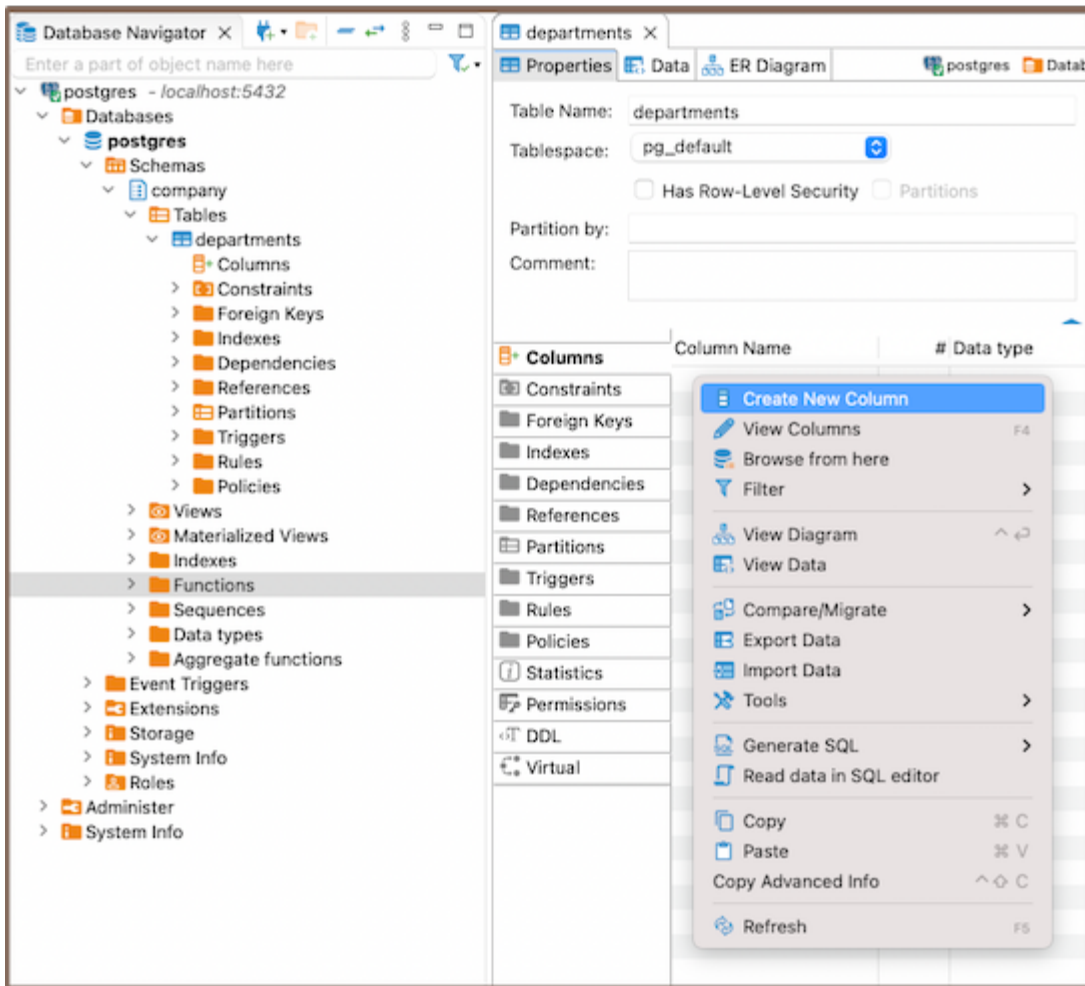 Database Navigator
Enter a part of object name here
postgres - localhost:5432
Databases
postgres
Schemas
company
Tables
departments
Columns
Constraints
Foreign Keys
Indexes
Dependencies
References
Partitions
Triggers
Rules
Policies
Views
Materialized Views
Indexes
Functions
Sequences
Data types
Aggregate functions
Event Triggers
Extensions
Storage
System Info
Roles
Administer
System Info
departments
Properties Data ER Diagram postgres Datab
Table Name: departments
Tablespace: pg_default
Has Row-Level Security Partitions
Partition by:
Comment:
Columns
Constraints
Foreign Keys
Indexes
Dependencies
References
Partitions
Triggers
Rules
Policies
Statistics
Permissions
DDL
Virtual
Column Name # Data type
Create New Column
View Columns F4
Browse from here
Filter
View Diagram ^ ↵
View Data
Compare/Migrate
Export Data
Import Data
Tools
Generate SQL
Read data in SQL editor
Copy ⌘ C
Paste ⌘ V
Copy Advanced Info ^ ⇧ C
Refresh F5